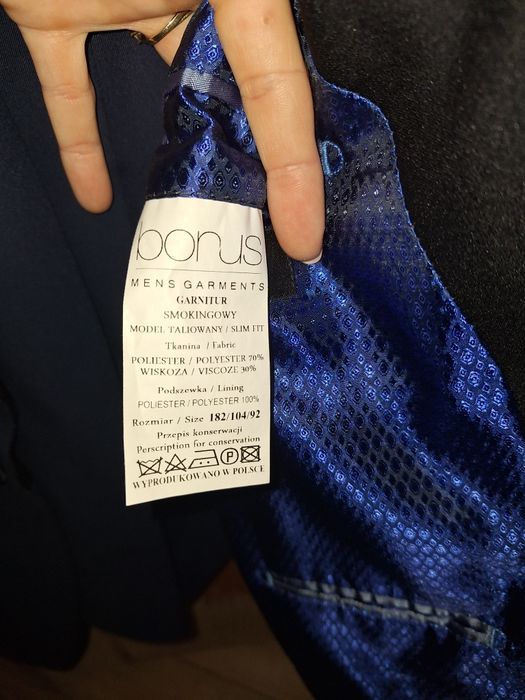 borus
MENS GARMENTS
GARNITUR
SMOKINGOWY
MODEL TALIOWANY / SLIM FIT
Tkanina / Fabric
POLIESTER / POLYESTER 70%
WISKOZA / VISCOZE 30%
Podszewka / Lining
POLIESTER / POLYESTER 100%
Rozmiar / Size 182/104/92
Przepis konserwacji
Perscription for conservation
P
WYPRODUKOWANO W POLSCE